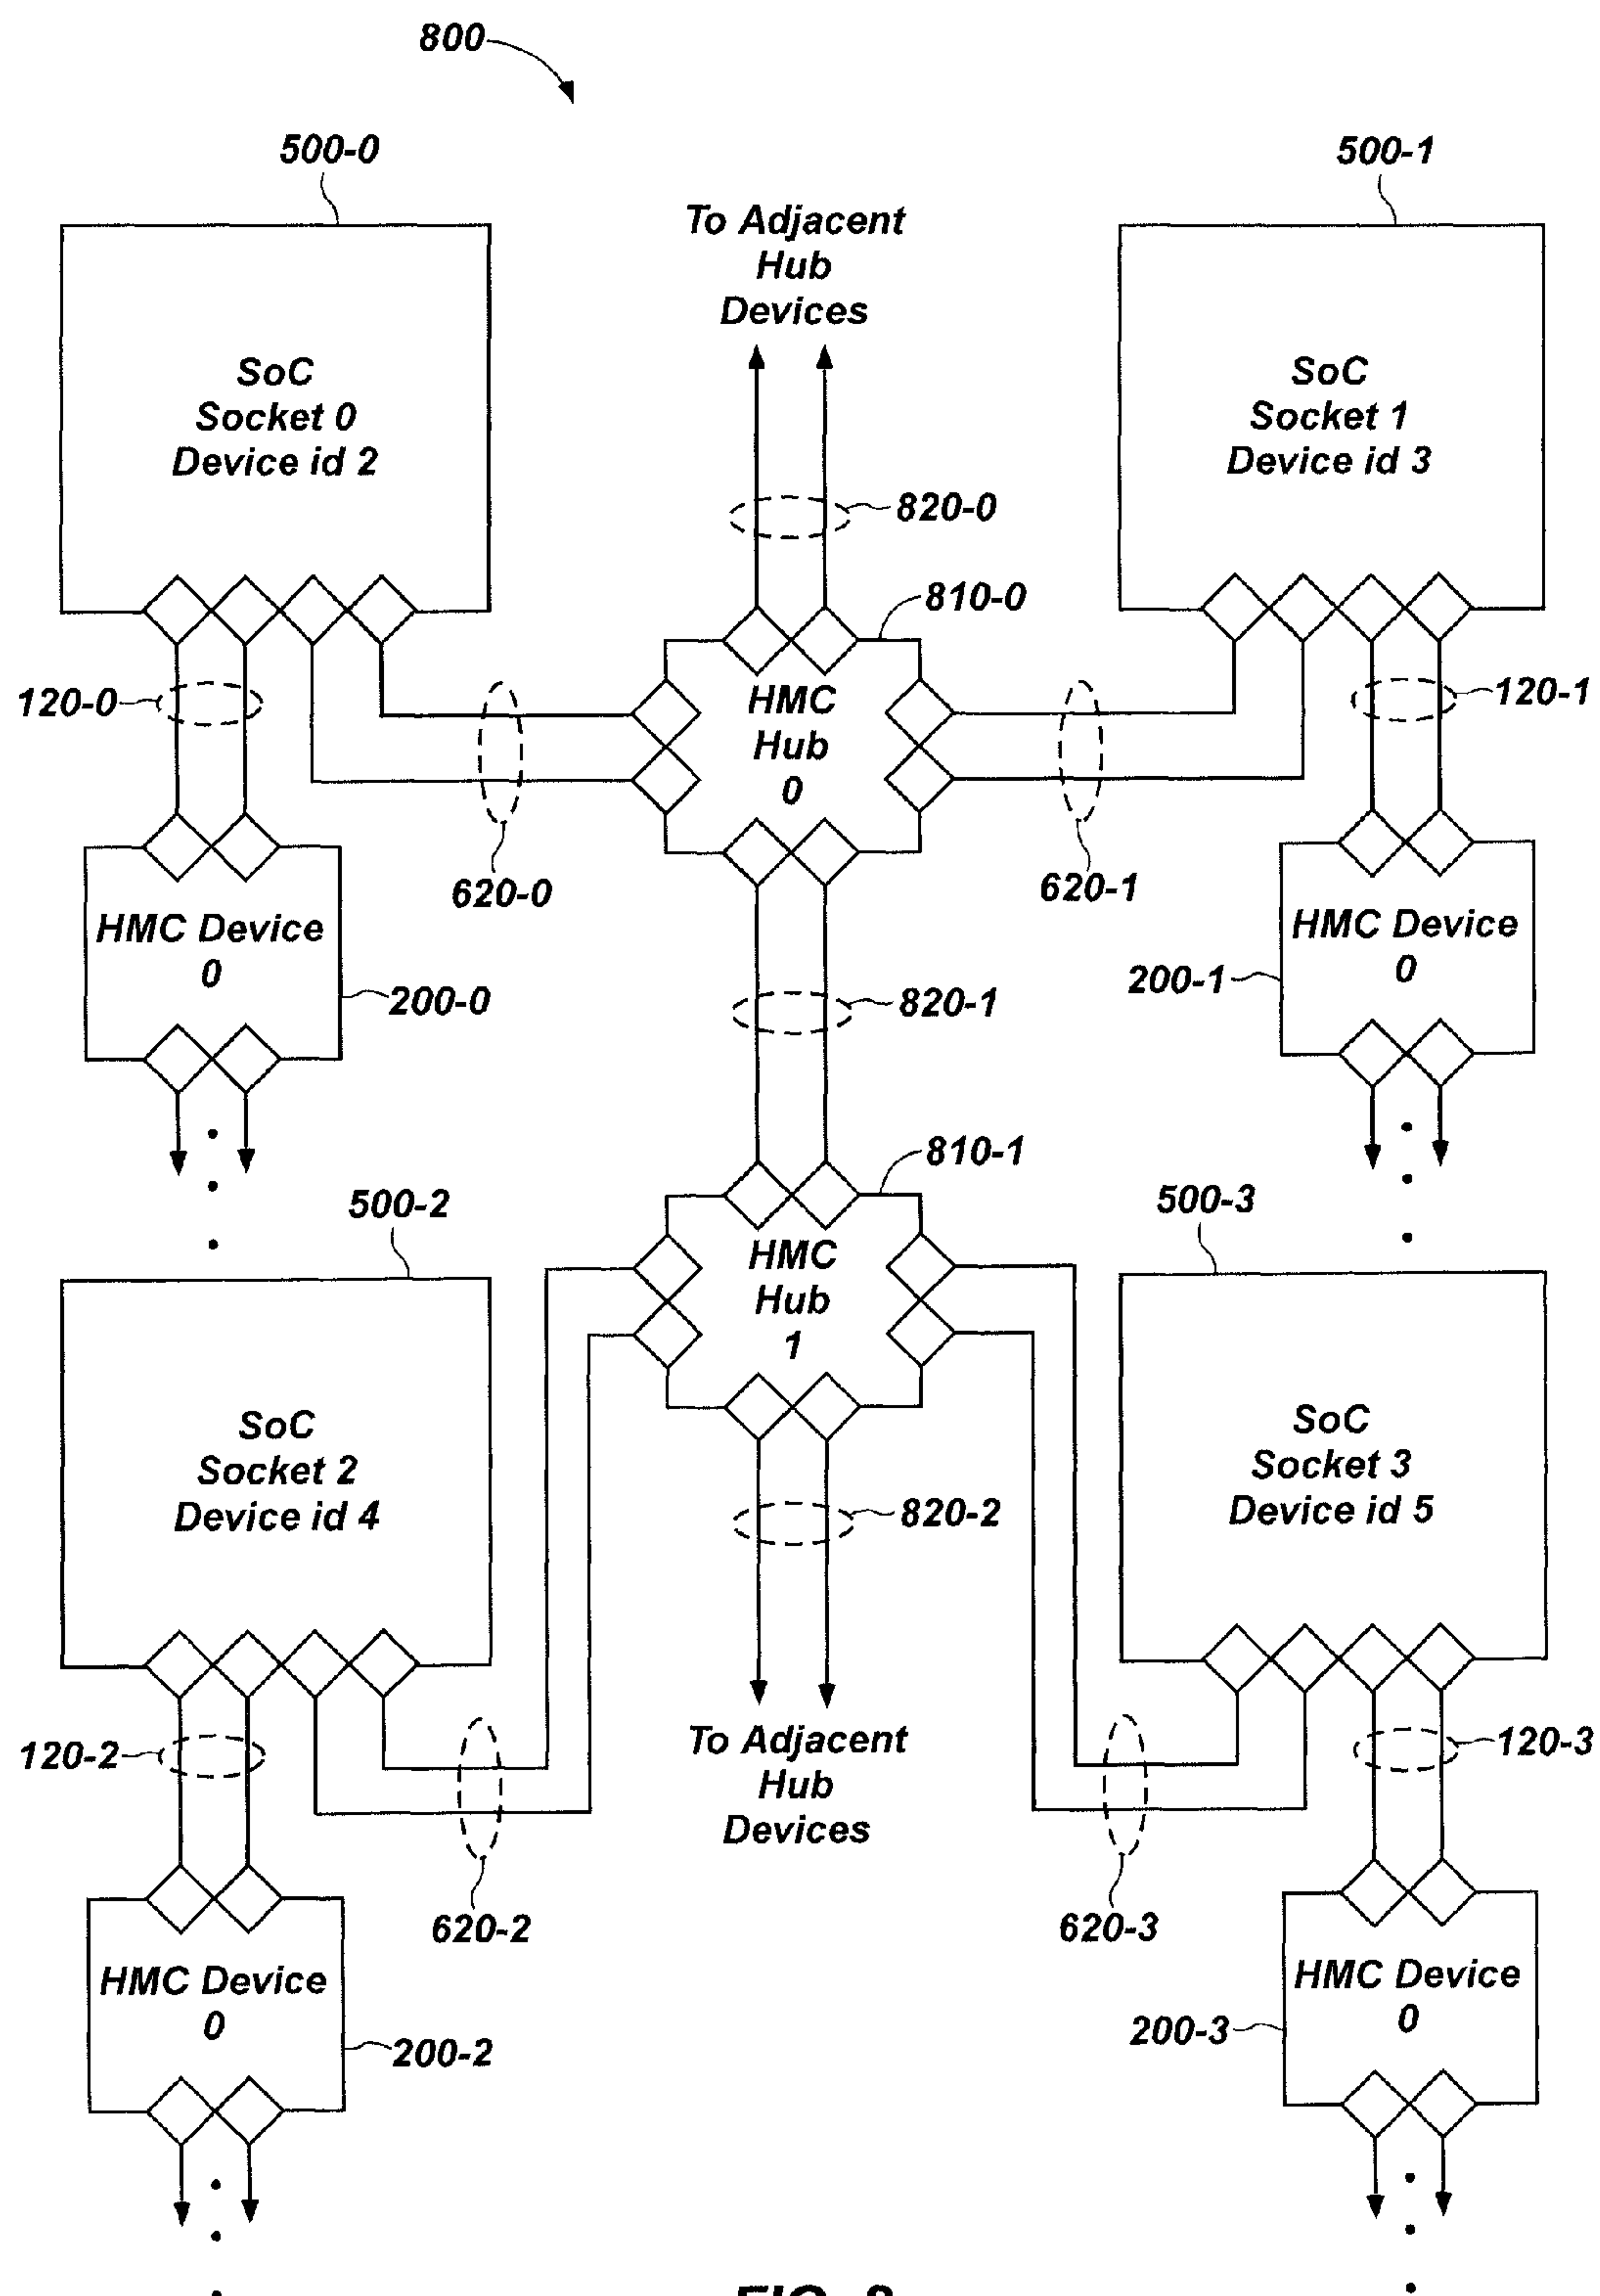 800
500-0
500-1
To Adjacent
Hub
Devices
SoC
Socket 0
Device id 2
SoC
Socket 1
Device id 3
820-0
810-0
120-0
HMC
Hub
0
120-1
620-0
620-1
HMC Device
0
200-0
HMC Device
0
200-1
820-1
810-1
500-2
500-3
HMC
Hub
1
SoC
Socket 2
Device id 4
SoC
Socket 3
Device id 5
820-2
120-2
To Adjacent
Hub
Devices
120-3
620-2
620-3
HMC Device
0
200-2
HMC Device
0
200-3
FIG.